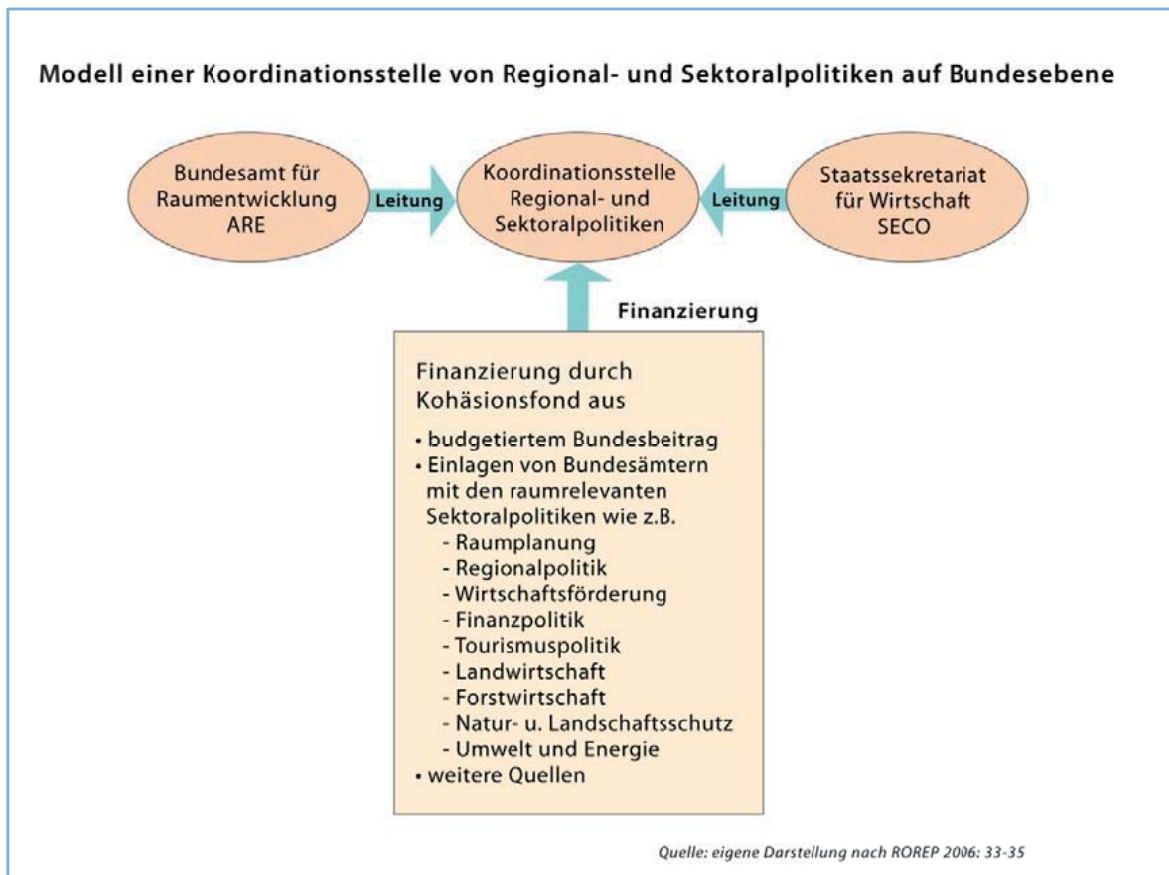 Modell einer Koordinationsstelle von Regional- und Sektoralpolitiken auf Bundesebene
Bundesamt für
Raumentwicklung
ARE
Leitung
Koordinationsstelle
Regional- und
Sektoralpolitiken
Leitung
Staatssekretariat
für Wirtschaft
SECO
Finanzierung
Finanzierung durch
Kohäsionsfond aus
• budgetiertem Bundesbeitrag
• Einlagen von Bundesämtern
mit den raumrelevanten
Sektoralpolitiken wie z.B.
- Raumplanung
- Regionalpolitik
- Wirtschaftsförderung
- Finanzpolitik
- Tourismuspolitik
- Landwirtschaft
- Forstwirtschaft
- Natur- u. Landschaftsschutz
- Umwelt und Energie
• weitere Quellen
Quelle: eigene Darstellung nach ROREP 2006: 33-35